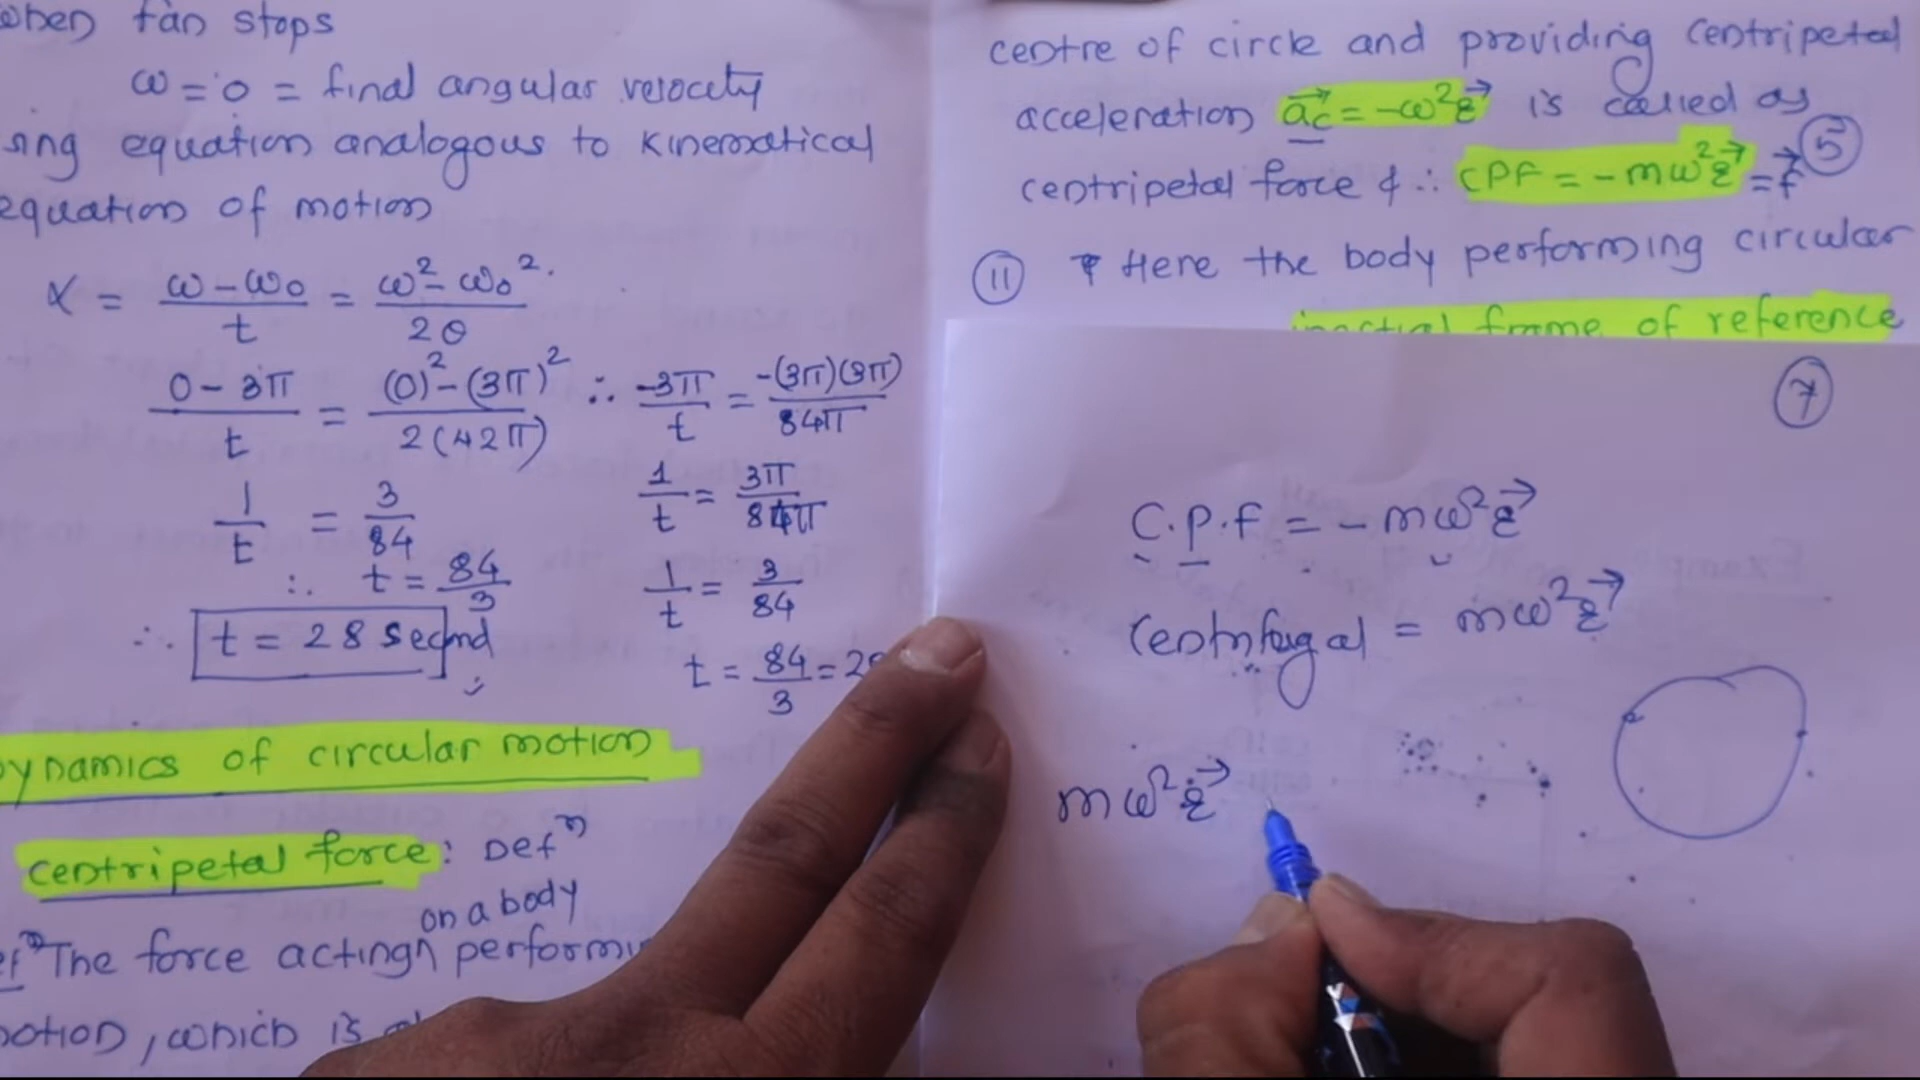 when fan stops
ω = 0 = final angular velocity
equation analogous to Kinematical
equation of motion
α = (ω - ω₀)/t = (ω² - ω₀²)/2θ
(0 - 3π)/t = ((0)² - (3π)²)/2(42π) ∴ -3π/t = -(3π)(3π)/84π
1/t = 3/84
∴ t = 84/3
∴ t = 28 second
1/t = 3π/84π
1/t = 3/84
t = 84/3 =
Dynamics of circular motion
centripetal force : Defⁿ
on a body
The force acting performi
motion, which is
centre of circle and providing centripetal
acceleration a⃗c = -ω²r⃗ is called as
centripetal force & ∴ CPF = -mω²r⃗ = f⃗
5
11 Here the body performing circular
inertial frame of reference
7
C.P.F = -mω²r⃗
Centrifugal = mω²r⃗
mω²r⃗